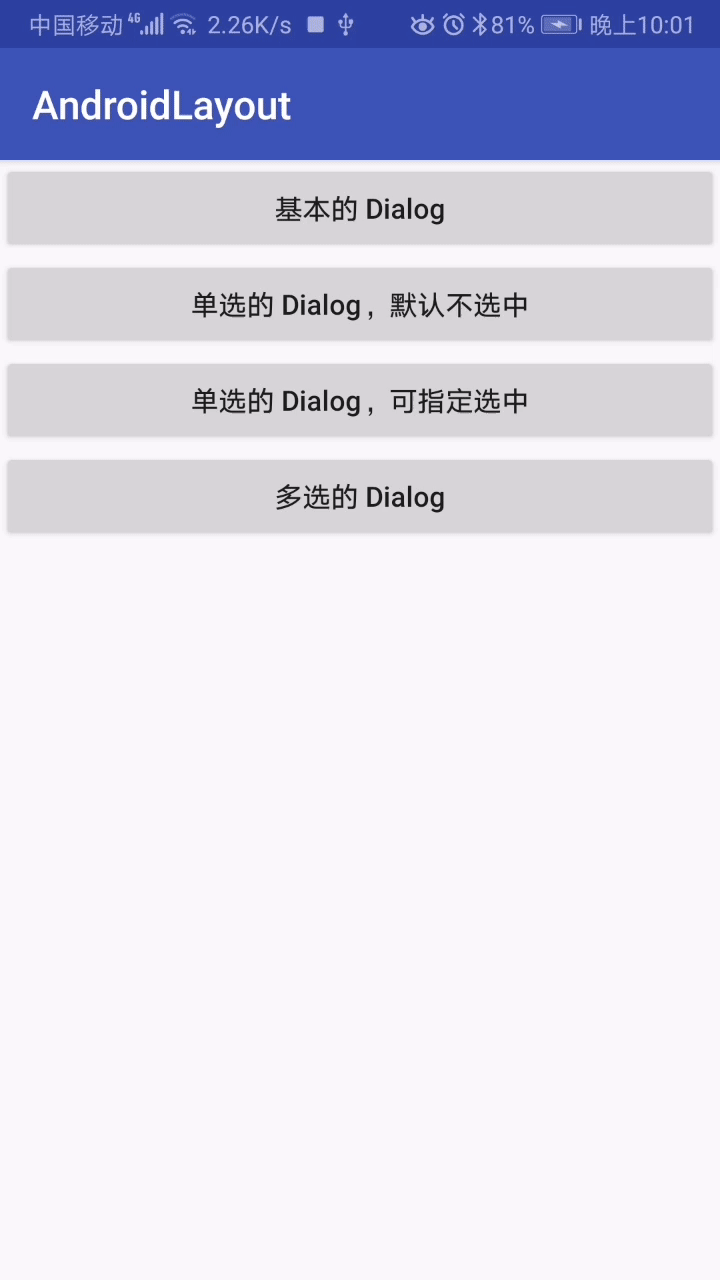 中国移动 4G 2.26K/s 81% 晚上10:01
AndroidLayout
基本的 Dialog
单选的 Dialog，默认不选中
单选的 Dialog，可指定选中
多选的 Dialog